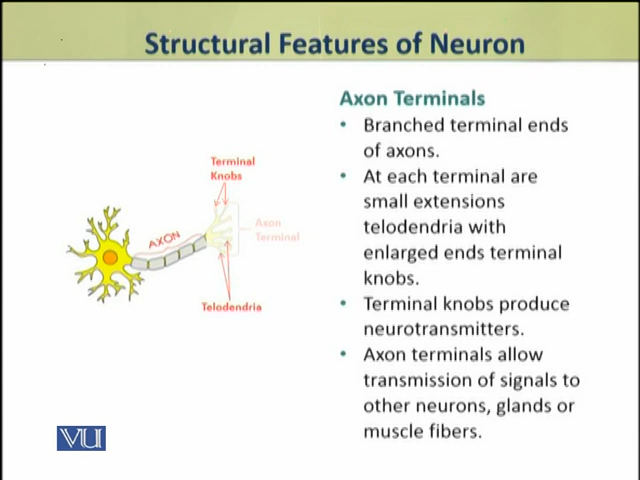 Structural Features of Neuron
Axon Terminals
• Branched terminal ends
of axons.
• At each terminal are
small extensions
telodendria with
enlarged ends terminal
knobs.
• Terminal knobs produce
neurotransmitters.
• Axon terminals allow
transmission of signals to
other neurons, glands or
muscle fibers.
Terminal
Knobs
AXON
Axon
Terminal
Telodendria
VU